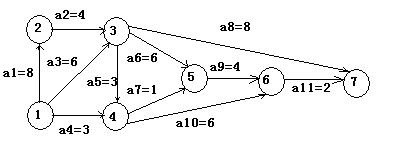 a2=4
a8=8
2
3
a3=6
a6=6
a1=8
a5=3
a9=4
5
6
a7=1
7
a11=2
1
4
a4=3
a10=6